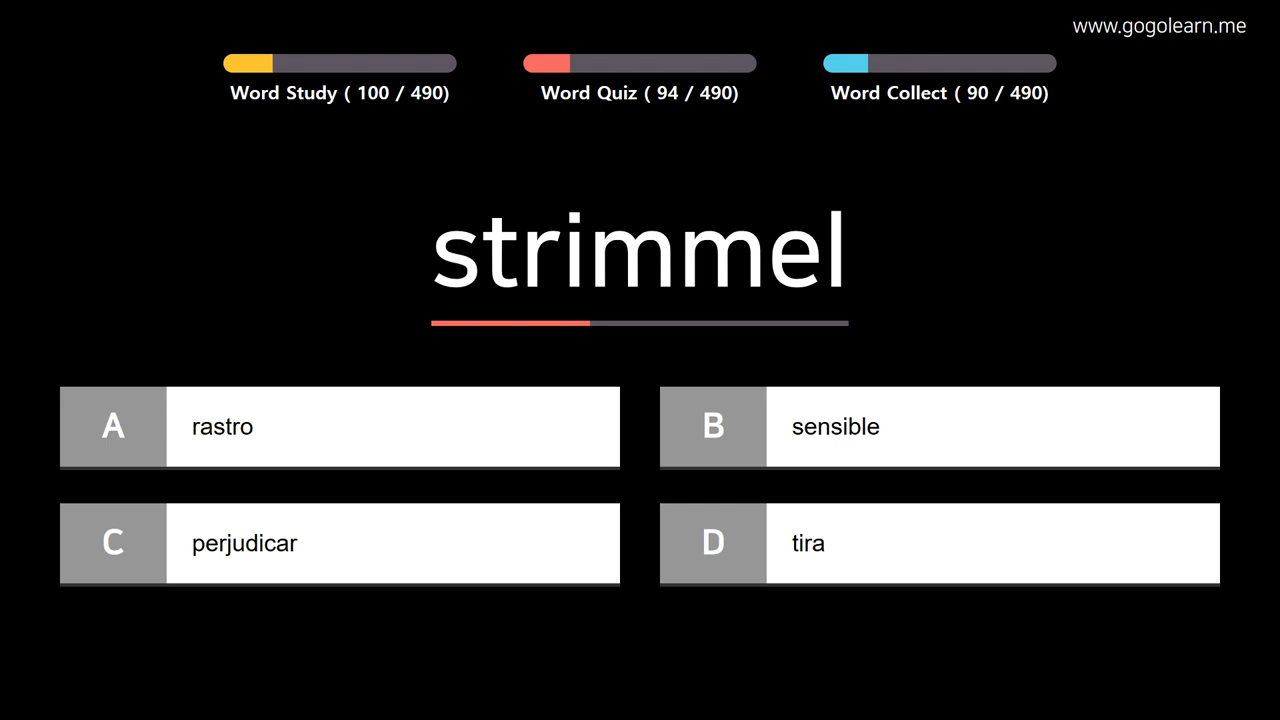 www.gogolearn.me
Word Study ( 100 / 490)
Word Quiz ( 94 / 490)
Word Collect ( 90 / 490)
strimmel
A rastro
B sensible
C perjudicar
D tira